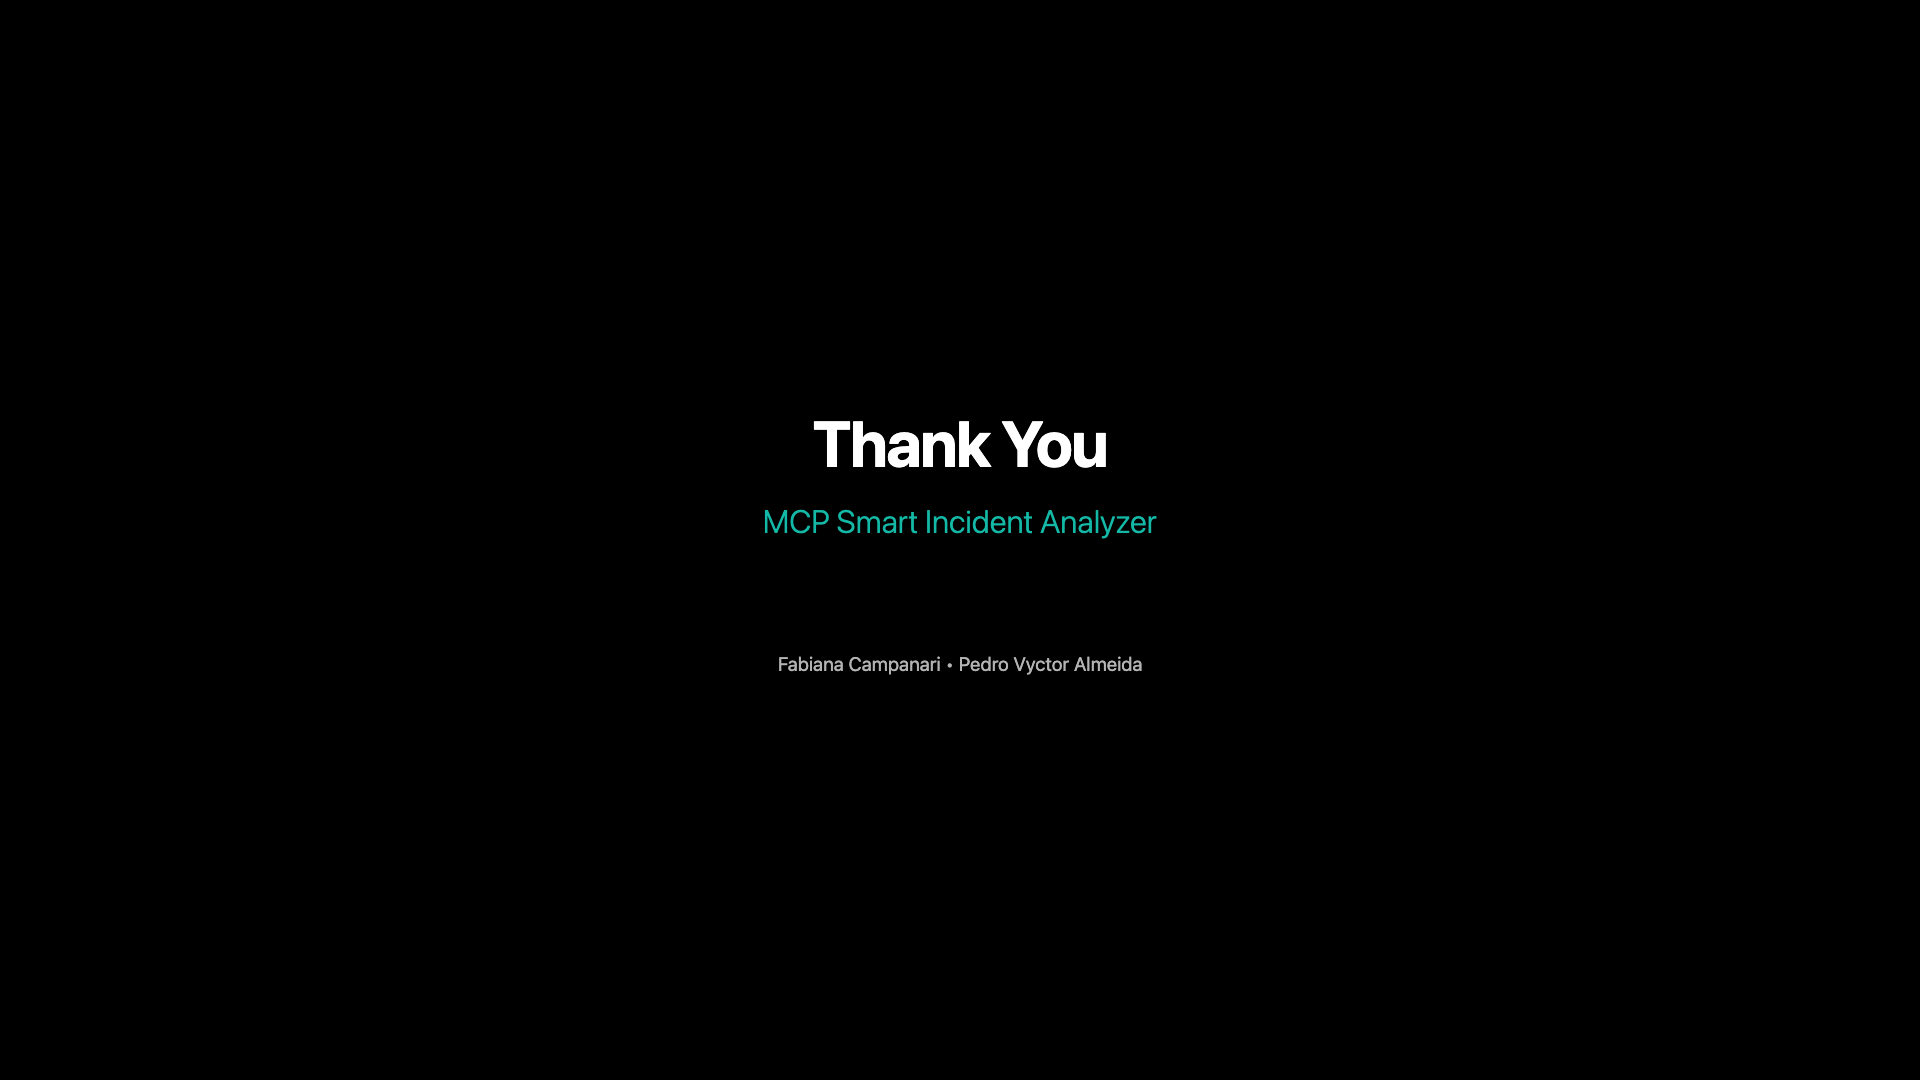 Thank You
MCP Smart Incident Analyzer
Fabiana Campanari • Pedro Vyctor Almeida